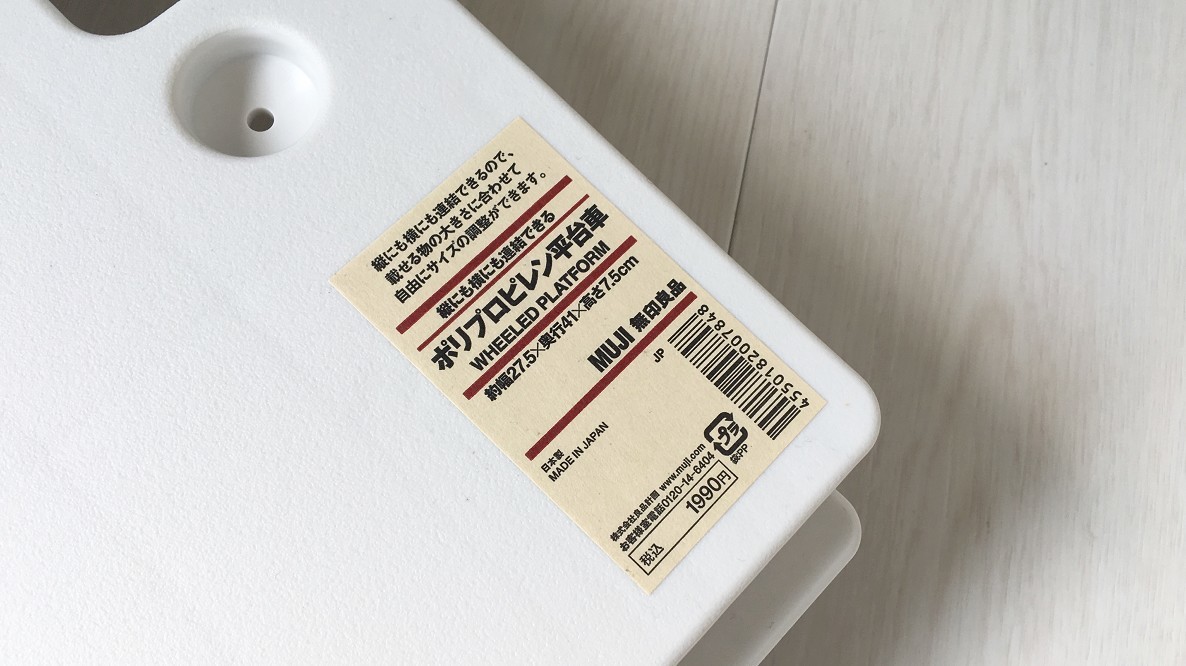 縦にも横にも連結できるので、
載せる物の大きさに合わせて
自由にサイズの調整ができます。
縦にも横にも連結できる
ポリプロピレン平台車
WHEELED PLATFORM
約幅27.5×奥行41×高さ7.5cm
MUJI 無印良品
JP
4550182007848
日本製
MADE IN JAPAN
プラ
袋:PP
株式会社良品計画 www.muji.com
お客様室電話0120-14-6404
税込 1990円